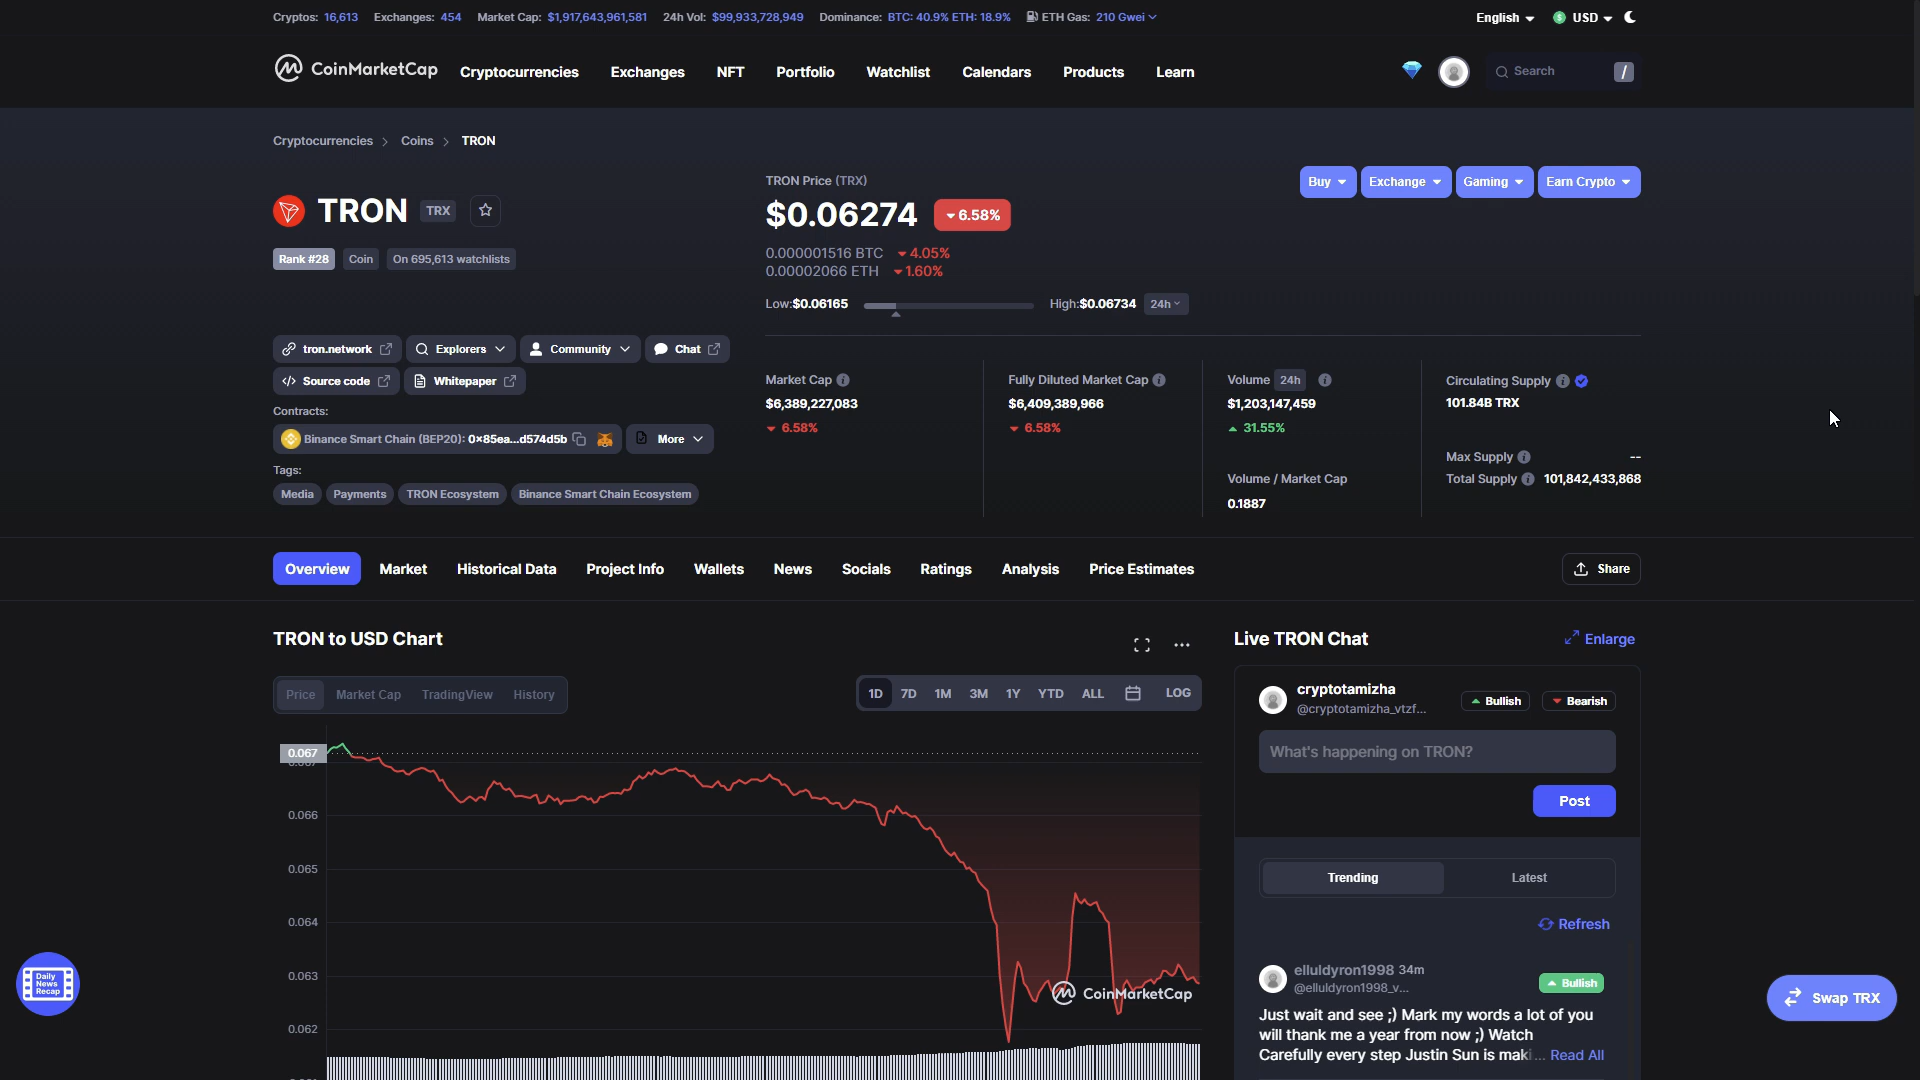 Cryptos: 16,613 Exchanges: 454 Market Cap: $1,917,643,961,581 24h Vol: $99,933,728,949 Dominance: BTC: 40.9% ETH: 18.9% ETH Gas: 210 Gwei
English USD
CoinMarketCap Cryptocurrencies Exchanges NFT Portfolio Watchlist Calendars Products Learn
Search /
Cryptocurrencies > Coins > TRON
TRON TRX
Rank #28 Coin On 695,613 watchlists
tron.network Explorers Community Chat
Source code Whitepaper
Contracts:
Binance Smart Chain (BEP20): 0x85ea...d574d5b More
Tags:
Media Payments TRON Ecosystem Binance Smart Chain Ecosystem
TRON Price (TRX)
$0.06274 6.58%
0.000001516 BTC 4.05%
0.00002066 ETH 1.60%
Low:$0.06165 High:$0.06734 24h
Buy Exchange Gaming Earn Crypto
Market Cap
$6,389,227,083
6.58%
Fully Diluted Market Cap
$6,409,389,966
6.58%
Volume 24h
$1,203,147,459
31.55%
Volume / Market Cap
0.1887
Circulating Supply
101.84B TRX
Max Supply --
Total Supply 101,842,433,868
Overview Market Historical Data Project Info Wallets News Socials Ratings Analysis Price Estimates
Share
TRON to USD Chart
Price Market Cap TradingView History
1D 7D 1M 3M 1Y YTD ALL LOG
0.067
0.067
0.066
0.065
0.064
0.063
0.062
CoinMarketCap
Live TRON Chat Enlarge
cryptotamizha
@cryptotamizha_vtzf...
Bullish Bearish
What's happening on TRON?
Post
Trending Latest
Refresh
elluldyron1998 34m
@elluldyron1998_v...
Bullish
Just wait and see ;) Mark my words a lot of you
will thank me a year from now ;) Watch
Carefully every step Justin Sun is maki... Read All
Daily
News
Recap
Swap TRX